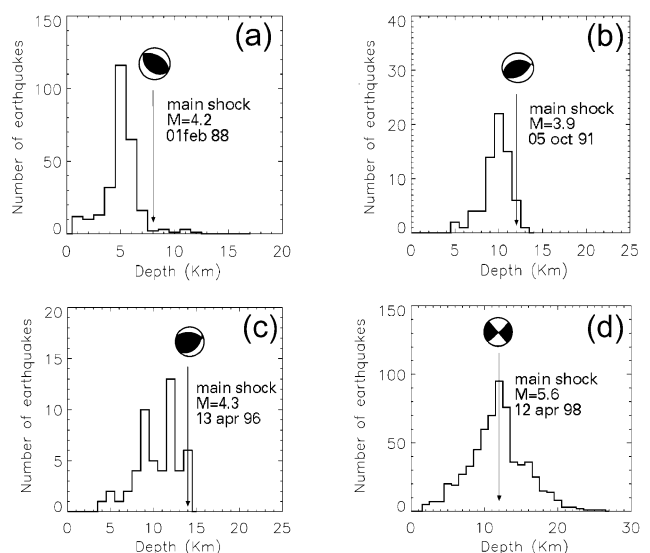 (a)
Number of earthquakes
150
100
50
0
main shock
M=4.2
01feb 88
0 5 10 15 20
Depth (Km)
(b)
Number of earthquakes
40
30
20
10
0
main shock
M=3.9
05 oct 91
0 5 10 15 20 25
Depth (Km)
(c)
Number of earthquakes
20
15
10
5
0
main shock
M=4.3
13 apr 96
0 5 10 15 20 25
Depth (Km)
(d)
Number of earthquakes
150
100
50
0
main shock
M=5.6
12 apr 98
0 10 20 30
Depth (Km)